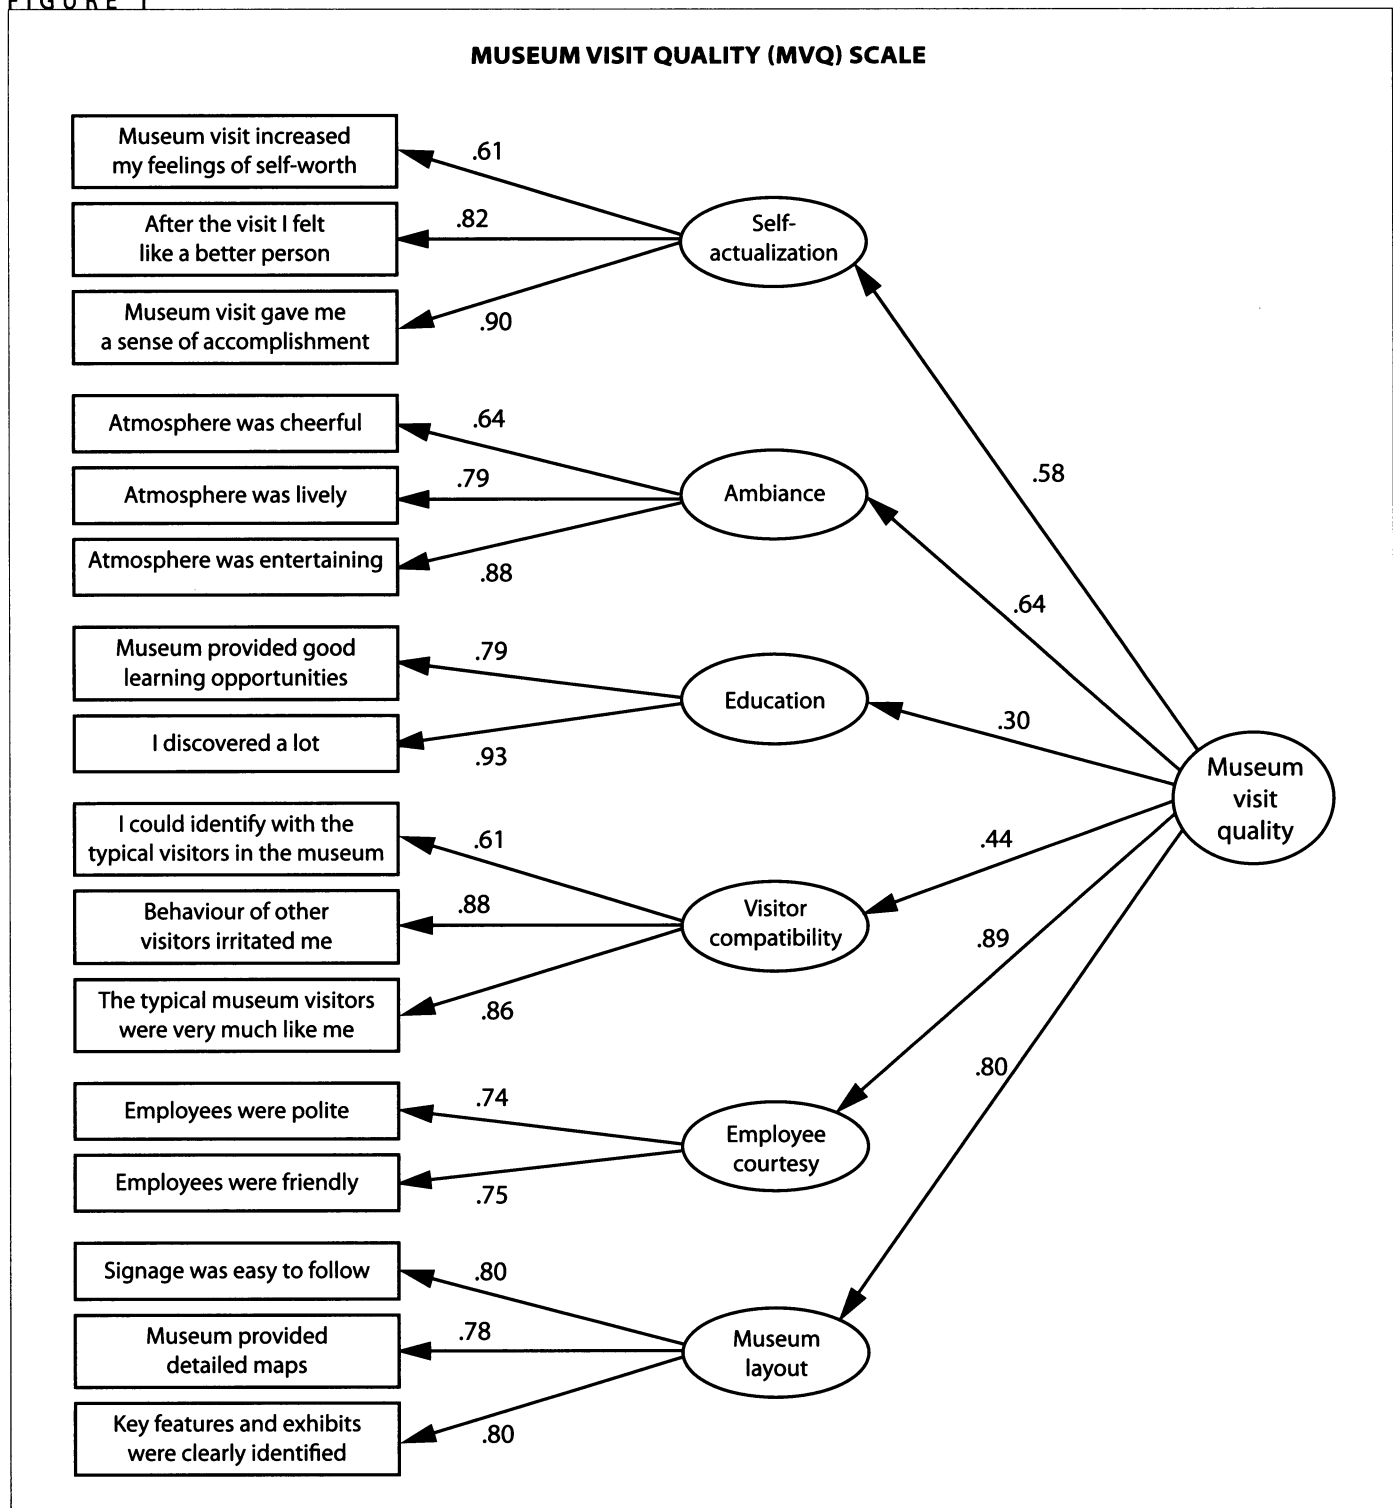 FIGURE 1
MUSEUM VISIT QUALITY (MVQ) SCALE
Museum visit increased
my feelings of self-worth
.61
After the visit I felt
like a better person
.82
Museum visit gave me
a sense of accomplishment
.90
Self-
actualization
Atmosphere was cheerful
.64
Atmosphere was lively
.79
Atmosphere was entertaining
.88
Ambiance
.58
.64
Museum provided good
learning opportunities
.79
I discovered a lot
.93
Education
.30
Museum
visit
quality
I could identify with the
typical visitors in the museum
.61
Behaviour of other
visitors irritated me
.88
The typical museum visitors
were very much like me
.86
Visitor
compatibility
.44
.89
.80
Employees were polite
.74
Employees were friendly
.75
Employee
courtesy
Signage was easy to follow
.80
Museum provided
detailed maps
.78
Key features and exhibits
were clearly identified
.80
Museum
layout